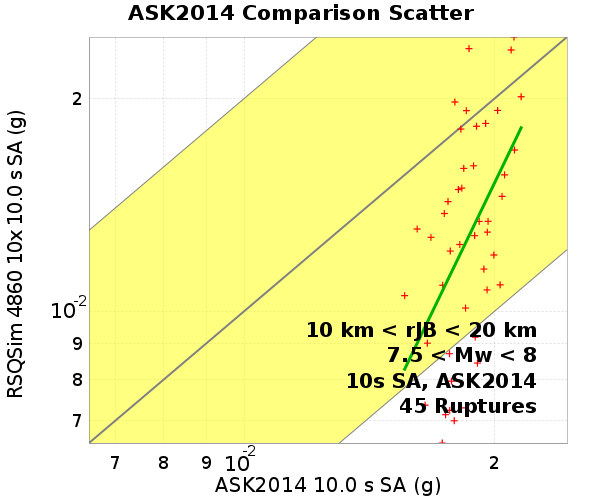 ASK2014 Comparison Scatter
RSQSim 4860 10x 10.0 s SA (g)
2
10-2
9
8
7
10 km < rJB < 20 km
7.5 < Mw < 8
10s SA, ASK2014
45 Ruptures
7 8 9 10-2 2
ASK2014 10.0 s SA (g)